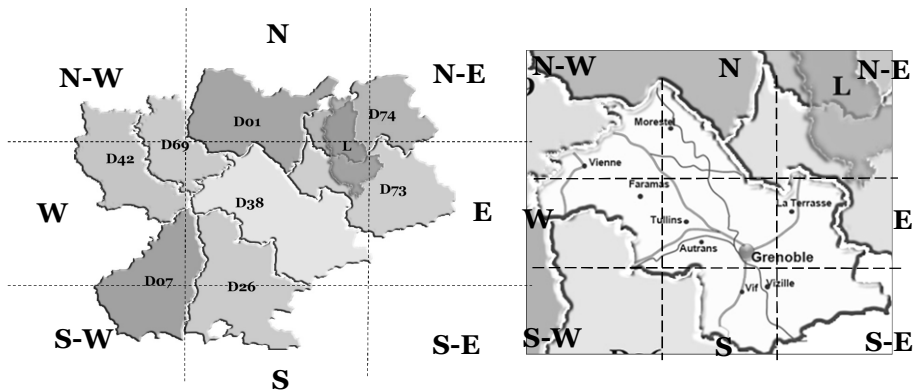 N
N-W
N-E
D01
D74
D42
D69
L
D73
W
D38
E
D07
D26
S-W
S-E
S
N-W
N
N-E
L
Morestel
Vienne
Faramas
La Terrasse
W
Tullins
E
Autrans
Grenoble
Vif
Vizille
S-W
S
S-E